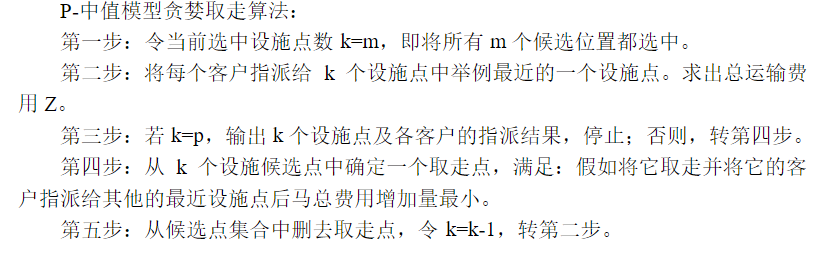 P-中值模型贪婪取走算法：
第一步：令当前选中设施点数 k=m，即将所有 m 个候选位置都选中。
第二步：将每个客户指派给 k 个设施点中举例最近的一个设施点。求出总运输费
用 Z。
第三步：若 k=p，输出 k 个设施点及各客户的指派结果，停止；否则，转第四步。
第四步：从 k 个设施候选点中确定一个取走点，满足：假如将它取走并将它的客
户指派给其他的最近设施点后马总费用增加量最小。
第五步：从候选点集合中删去取走点，令 k=k-1，转第二步。